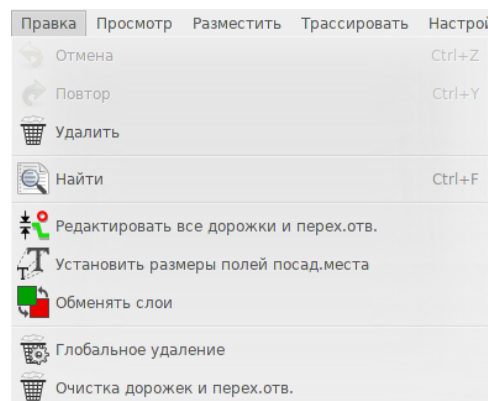 Правка Просмотр Разместить Трассировать
Отмена Ctrl+Z
Повтор Ctrl+Y
Удалить
Найти Ctrl+F
Редактировать все дорожки и перех.отв.
Установить размеры полей посад.места
Обменять слои
Глобальное удаление
Очистка дорожек и перех.отв.